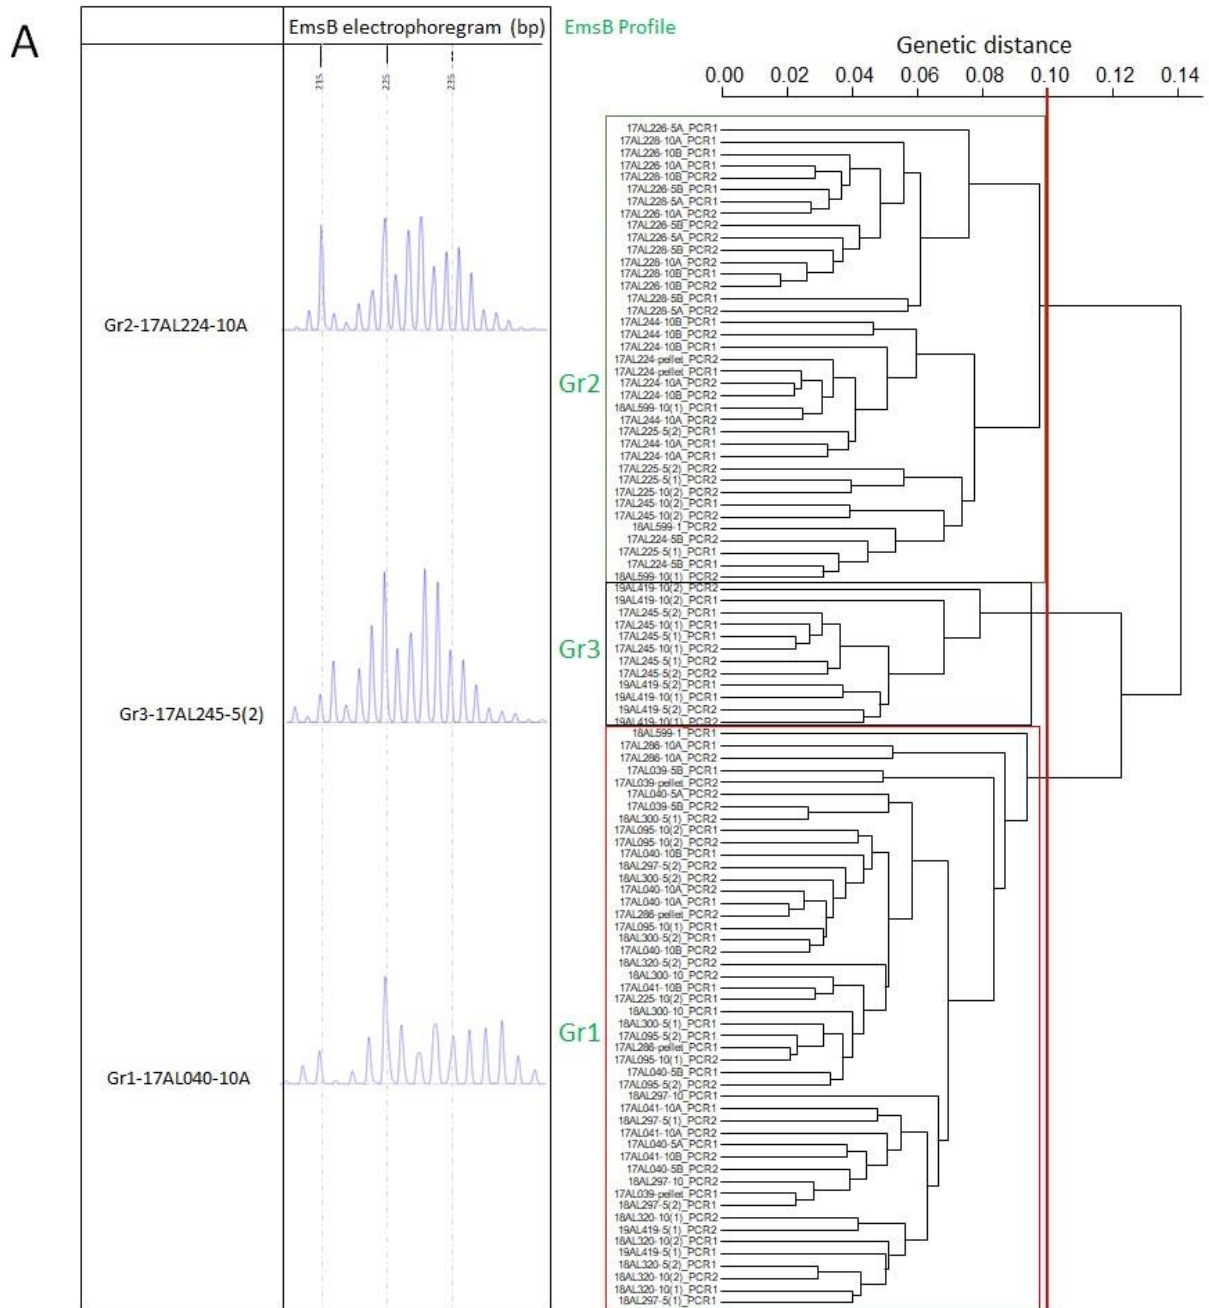 A
EmsB electrophoregram (bp)
EmsB Profile
Genetic distance
0.00 0.02 0.04 0.06 0.08 0.10 0.12 0.14
225
235
Gr2-17AL224-10A
Gr3-17AL245-5(2)
Gr1-17AL040-10A
Gr2
Gr3
Gr1
17AL226-5A_PCR1
17AL228-10A_PCR1
17AL226-10B_PCR1
17AL226-10A_PCR1
17AL228-10B_PCR2
17AL226-5B_PCR1
17AL228-5A_PCR1
17AL226-10A_PCR2
17AL226-5B_PCR2
17AL226-5A_PCR2
17AL228-5B_PCR2
17AL228-10A_PCR2
17AL228-10B_PCR1
17AL226-10B_PCR2
17AL228-5B_PCR1
17AL228-5A_PCR2
17AL244-10B_PCR1
17AL244-10B_PCR2
17AL224-10B_PCR1
17AL224-pellet_PCR2
17AL224-pellet_PCR1
17AL224-10A_PCR2
17AL224-10B_PCR2
18AL599-10(1)_PCR1
17AL244-10A_PCR2
17AL225-5(2)_PCR1
17AL244-10A_PCR1
17AL224-10A_PCR1
17AL225-5(2)_PCR2
17AL225-5(1)_PCR2
17AL225-10(2)_PCR2
17AL245-10(2)_PCR1
17AL245-10(2)_PCR2
18AL599-1_PCR2
17AL224-5B_PCR2
17AL225-5(1)_PCR1
17AL224-5B_PCR1
18AL599-10(1)_PCR2
19AL419-10(2)_PCR2
19AL419-10(2)_PCR1
17AL245-5(2)_PCR1
17AL245-10(1)_PCR1
17AL245-5(1)_PCR1
17AL245-10(1)_PCR2
17AL245-5(1)_PCR2
17AL245-5(2)_PCR2
19AL419-5(2)_PCR1
19AL419-10(1)_PCR1
19AL419-5(2)_PCR2
19AL419-10(1)_PCR2
18AL599-1_PCR1
17AL286-10A_PCR1
17AL286-10A_PCR2
17AL039-5B_PCR1
17AL039-pellet_PCR2
17AL040-5A_PCR2
17AL039-5B_PCR2
18AL300-5(1)_PCR2
17AL095-10(2)_PCR1
17AL095-10(2)_PCR2
17AL040-10B_PCR1
18AL297-5(2)_PCR2
18AL300-5(2)_PCR2
17AL040-10A_PCR2
17AL040-10A_PCR1
17AL286-pellet_PCR2
17AL095-10(1)_PCR1
18AL300-5(2)_PCR1
17AL040-10B_PCR2
18AL320-5(2)_PCR2
18AL300-10_PCR2
17AL041-10B_PCR1
17AL225-10(2)_PCR1
18AL300-10_PCR1
18AL300-5(1)_PCR1
17AL095-5(2)_PCR1
17AL286-pellet_PCR1
17AL095-10(1)_PCR2
17AL040-5B_PCR1
17AL095-5(2)_PCR2
18AL297-10_PCR1
17AL041-10A_PCR1
18AL297-5(1)_PCR2
17AL041-10A_PCR2
17AL040-5A_PCR1
17AL041-10B_PCR2
17AL040-5B_PCR2
18AL297-10_PCR2
17AL039-pellet_PCR1
18AL297-5(2)_PCR1
18AL320-10(1)_PCR2
19AL419-5(1)_PCR2
18AL320-10(2)_PCR1
19AL419-5(1)_PCR1
18AL320-5(2)_PCR1
18AL320-10(2)_PCR2
18AL320-10(1)_PCR1
18AL297-5(1)_PCR1